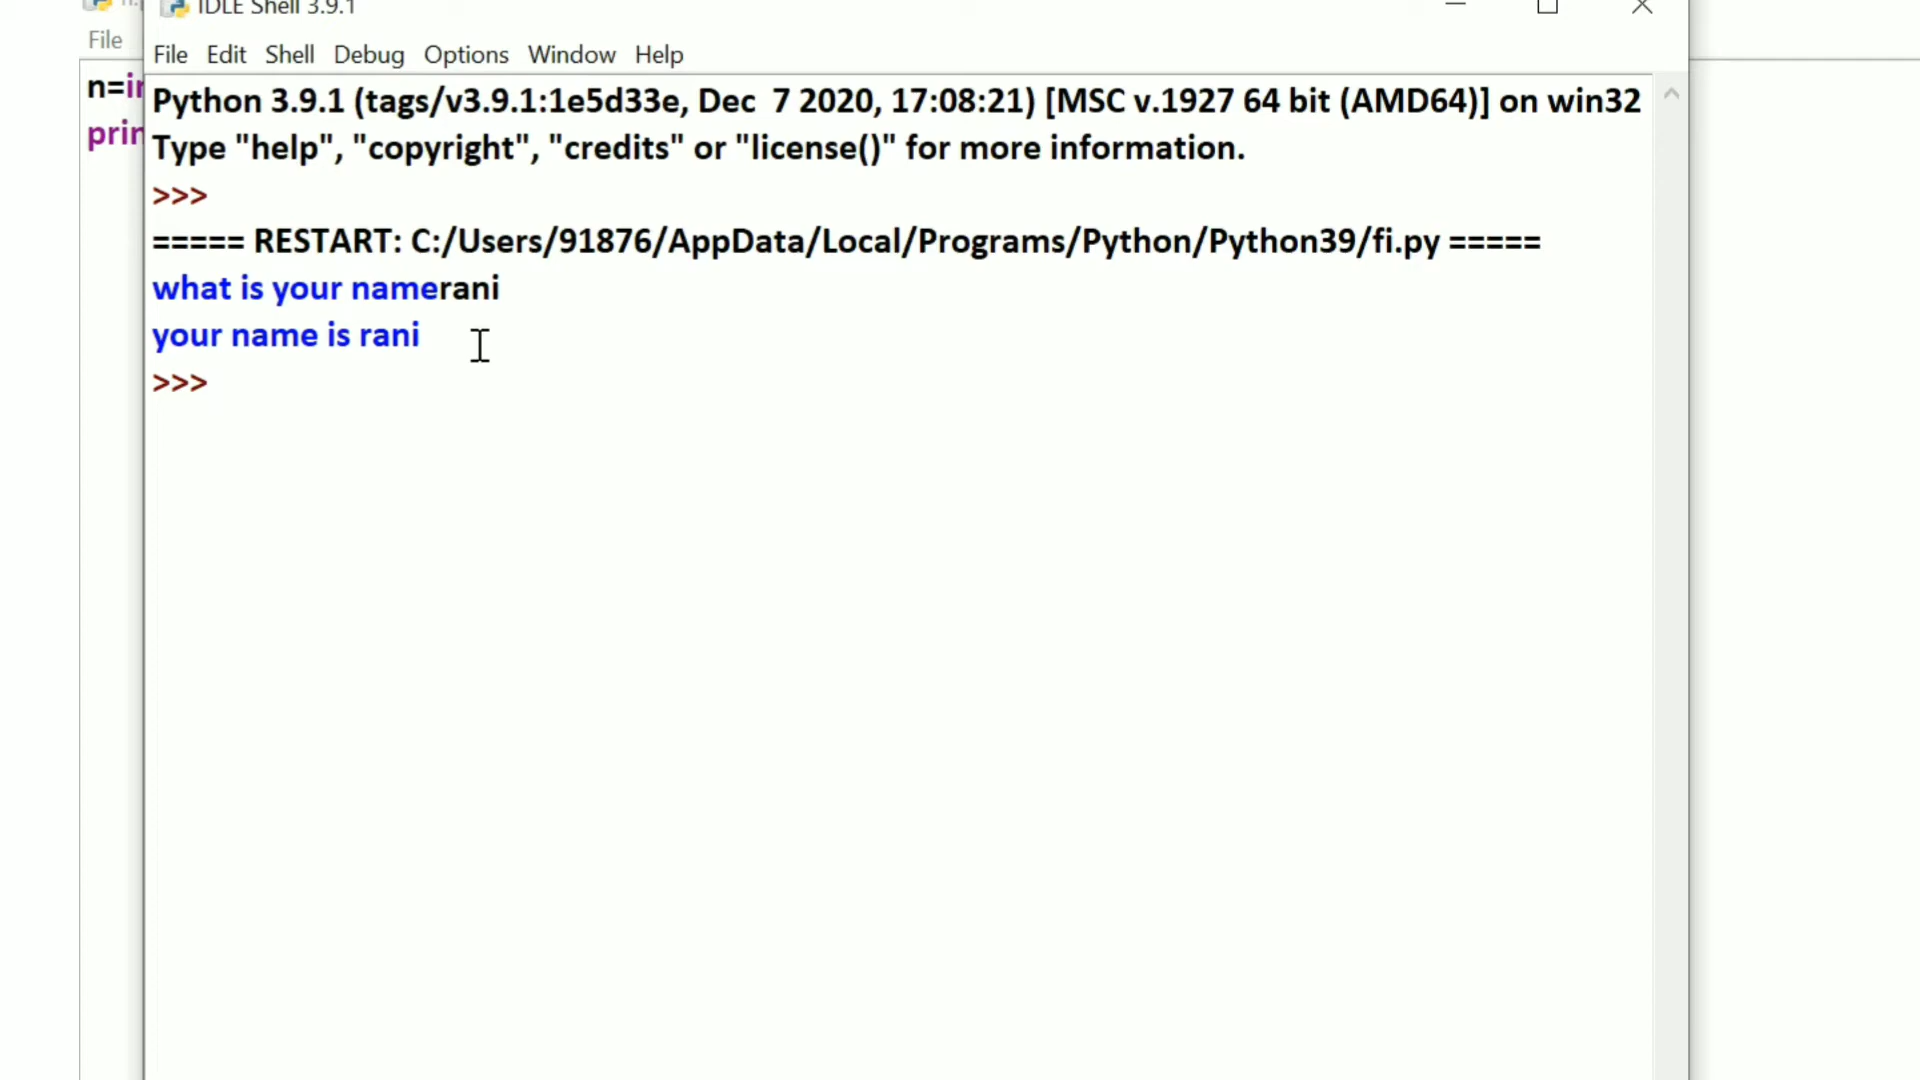 IDLE Shell 3.9.1
File
File Edit Shell Debug Options Window Help
n=in
prin
Python 3.9.1 (tags/v3.9.1:1e5d33e, Dec 7 2020, 17:08:21) [MSC v.1927 64 bit (AMD64)] on win32
Type "help", "copyright", "credits" or "license()" for more information.
>>>
===== RESTART: C:/Users/91876/AppData/Local/Programs/Python/Python39/fi.py =====
what is your namerani
your name is rani
>>>